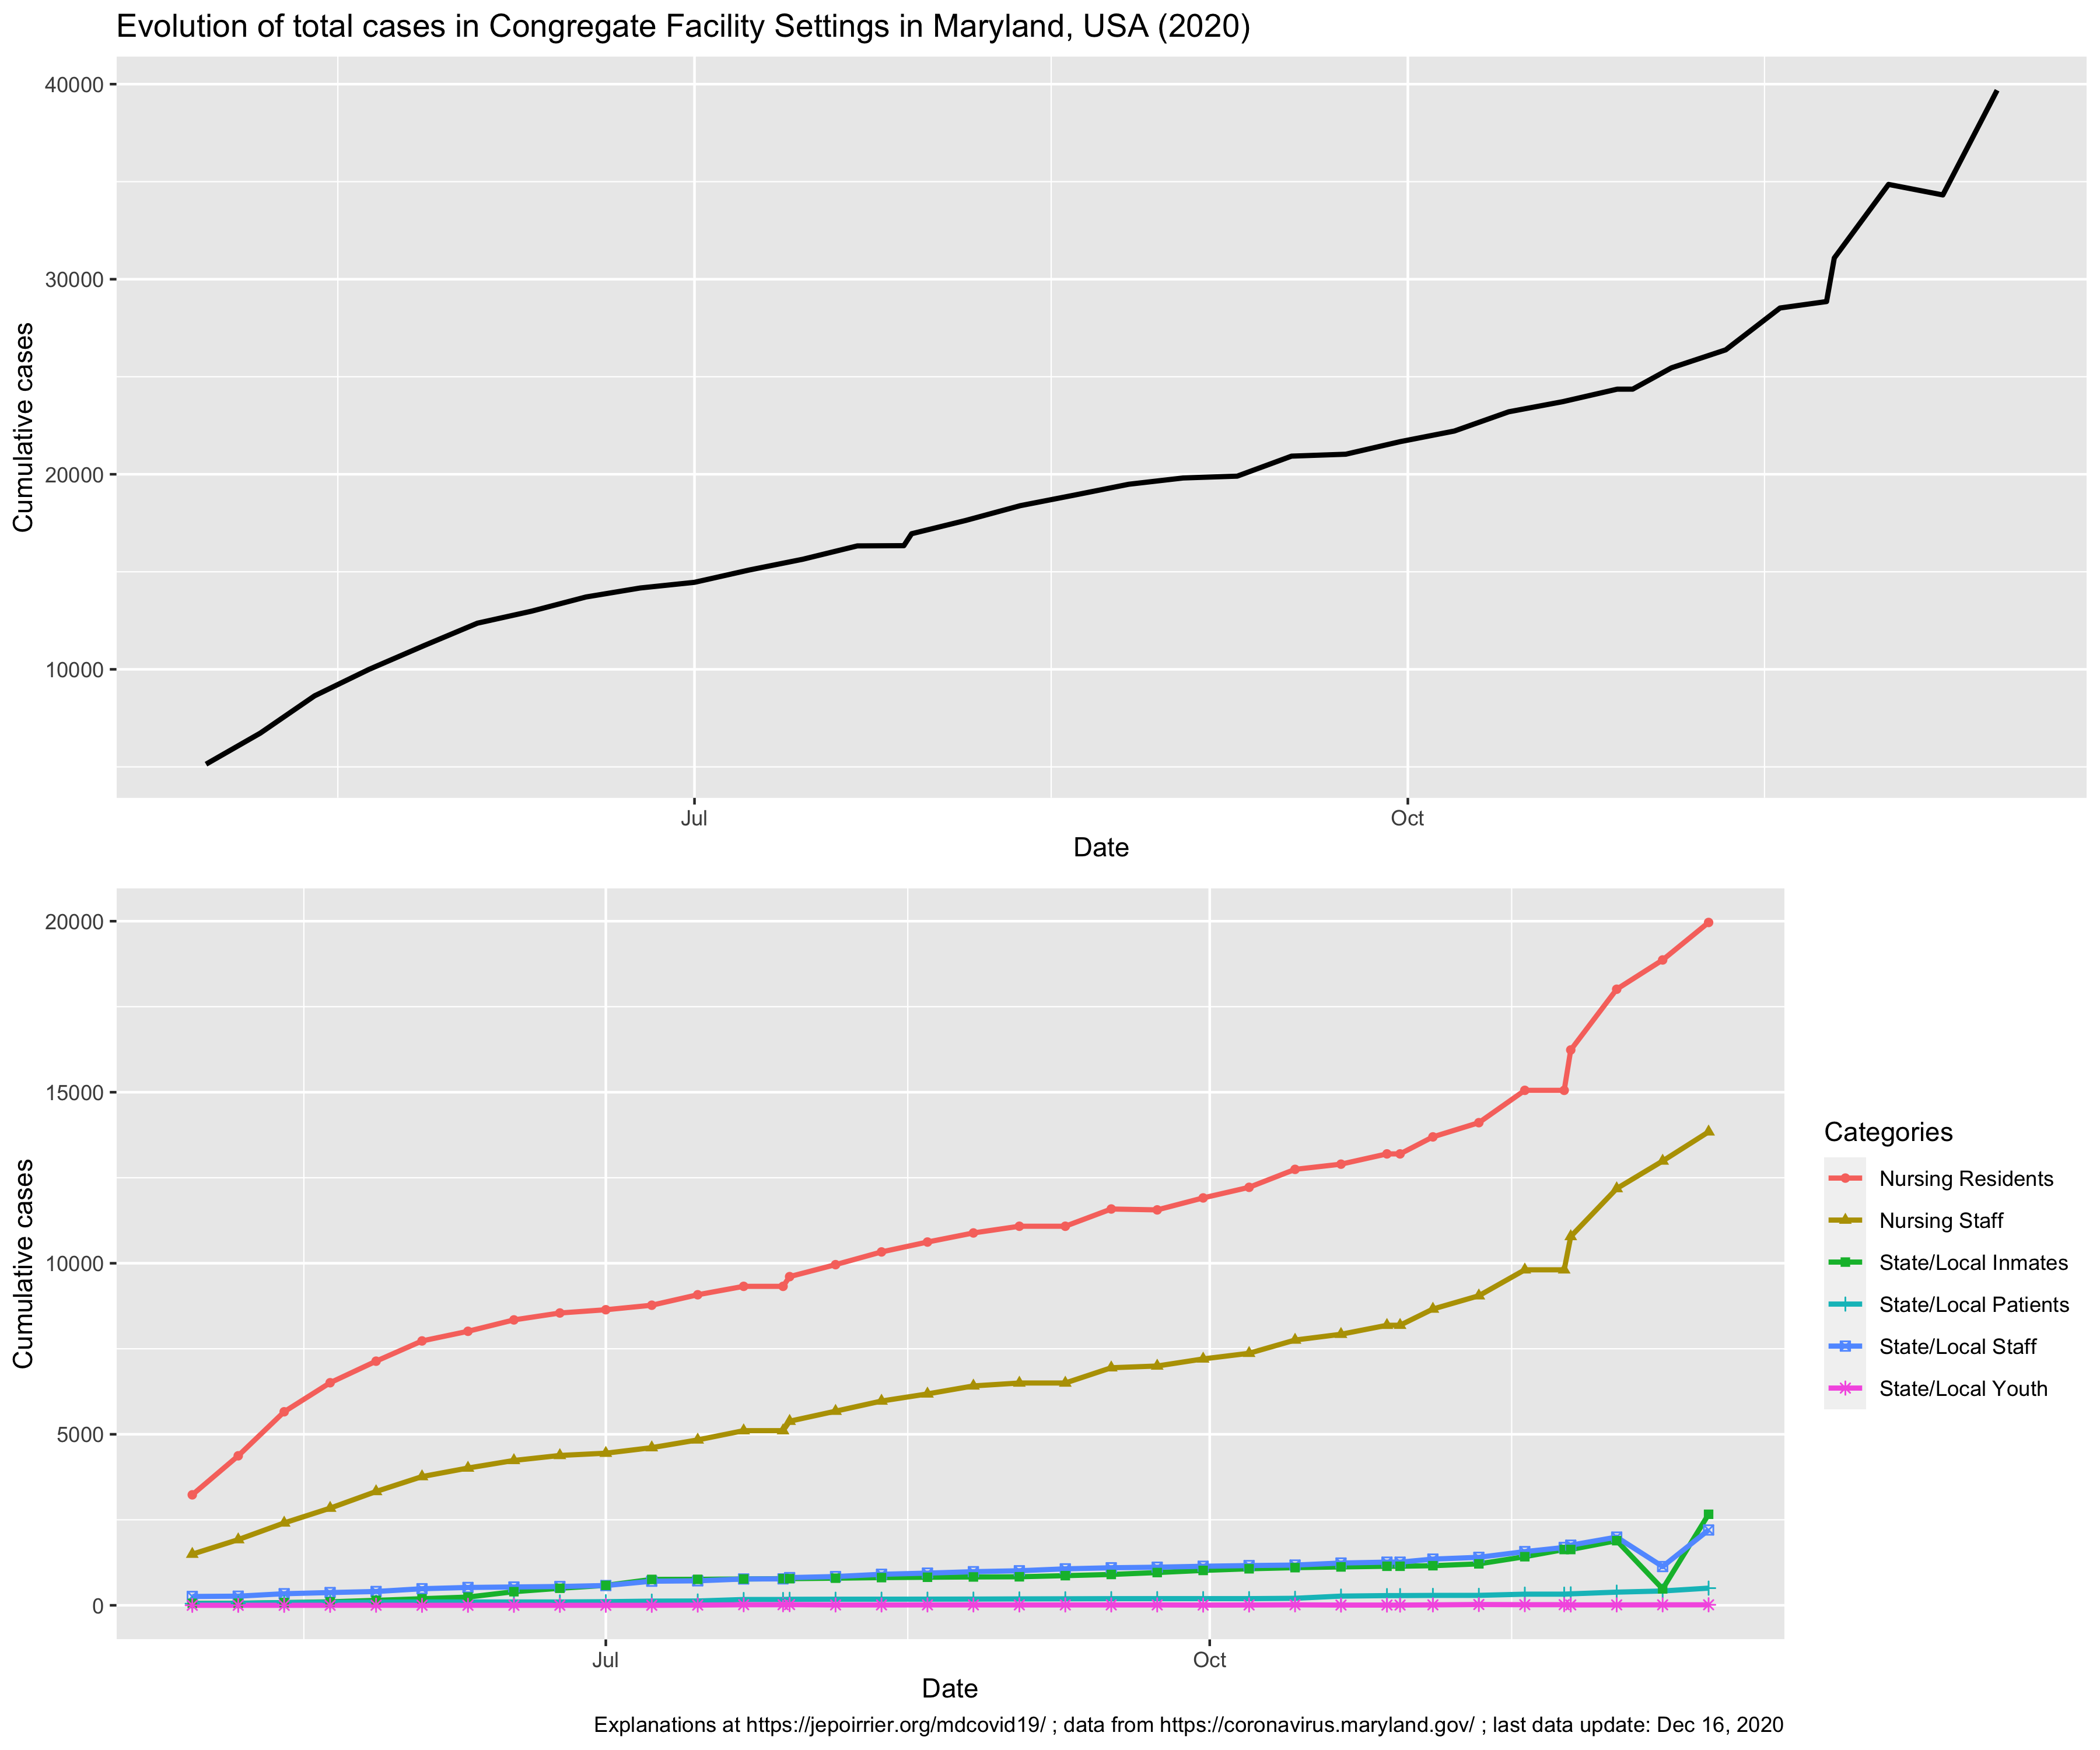 Evolution of total cases in Congregate Facility Settings in Maryland, USA (2020)
40000
30000
20000
10000
Cumulative cases
Jul
Oct
Date
20000
15000
10000
5000
0
Cumulative cases
Jul
Oct
Date
Categories
Nursing Residents
Nursing Staff
State/Local Inmates
State/Local Patients
State/Local Staff
State/Local Youth
Explanations at https://jepoirrier.org/mdcovid19/ ; data from https://coronavirus.maryland.gov/ ; last data update: Dec 16, 2020